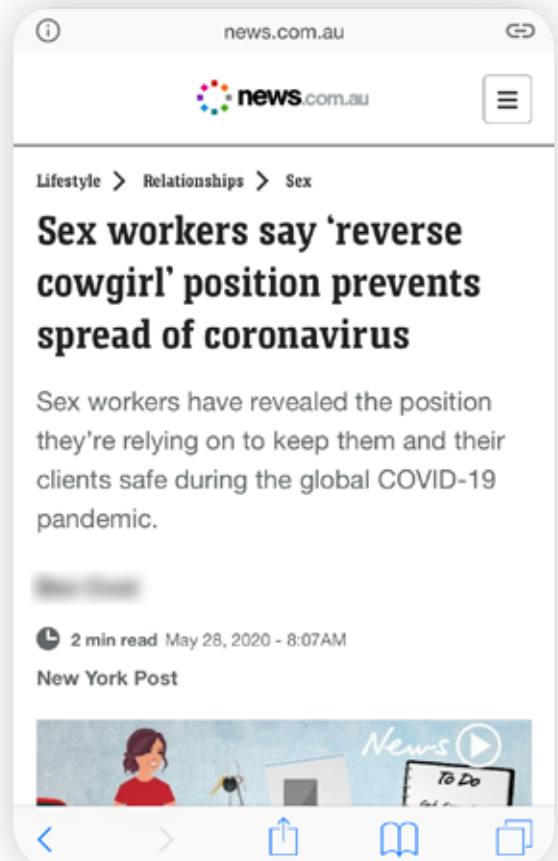 news.com.au
news.com.au
Lifestyle > Relationships > Sex
Sex workers say ‘reverse
cowgirl’ position prevents
spread of coronavirus
Sex workers have revealed the position
they’re relying on to keep them and their
clients safe during the global COVID-19
pandemic.
2 min read May 28, 2020 - 8:07AM
New York Post
News
To Do